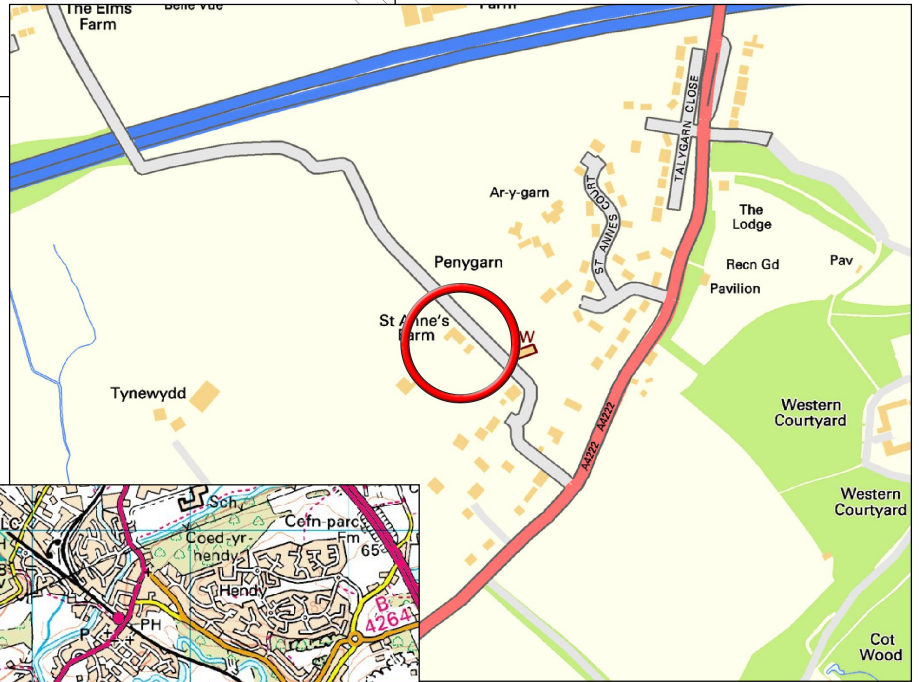 The Elms
Farm
Belle Vue
Farm
TALYGARN CLOSE
Ar-y-garn
ST ANNES COURT
The
Lodge
Penygarn
Recn Gd
Pav
Pavilion
St Anne's
Farm
W
Tynewydd
A4222
A4222
Western
Courtyard
Western
Courtyard
Cot
Wood
LC
Sch
Coed-yr-
hendy
Cefn-parc
Fm
65
Hendy
B
4264
P
PH